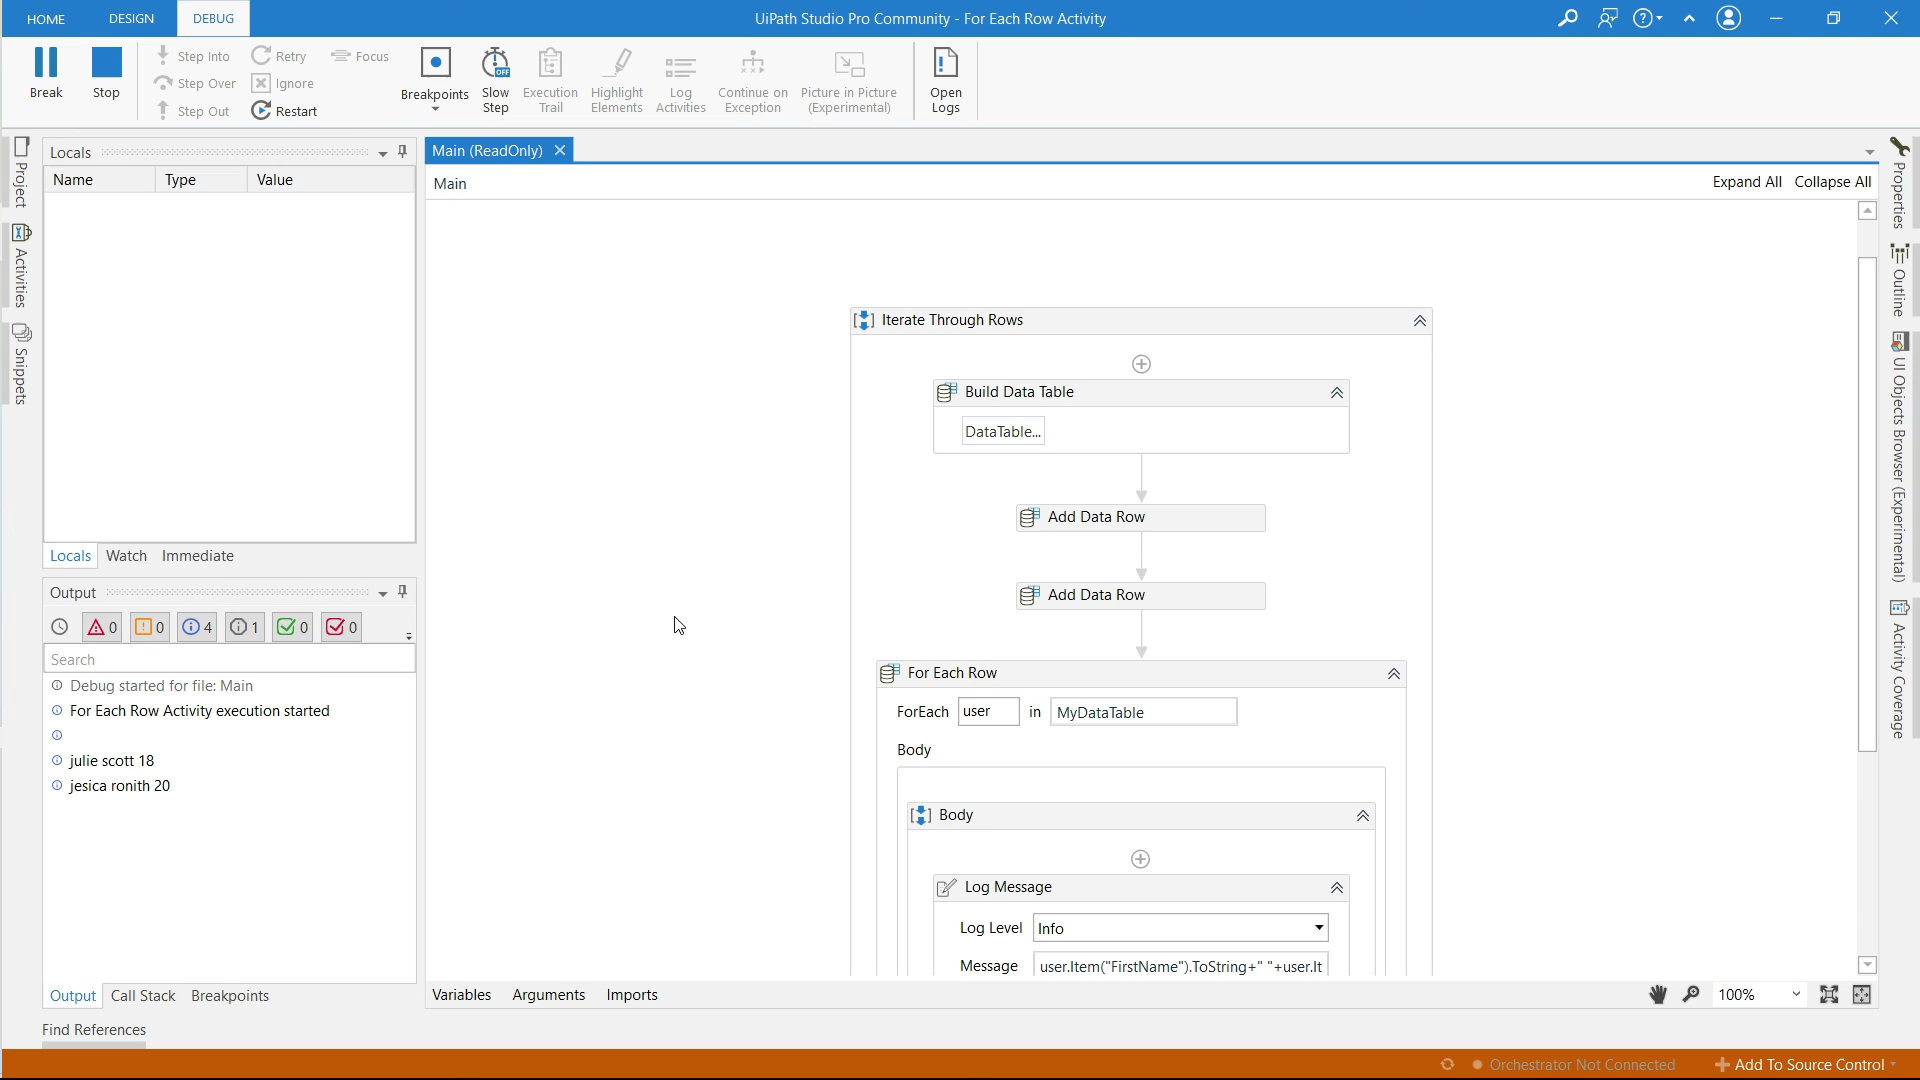 HOME DESIGN DEBUG
UiPath Studio Pro Community - For Each Row Activity
Break
Stop
Step Into
Step Over
Step Out
Retry
Ignore
Restart
Focus
Breakpoints
Slow
Step
OFF
Execution
Trail
Highlight
Elements
Log
Activities
Continue on
Exception
Picture in Picture
(Experimental)
Open
Logs
Project
Activities
Snippets
Locals
Name Type Value
Locals Watch Immediate
Output
0 0 4 1 0 0
Search
Debug started for file: Main
For Each Row Activity execution started
julie scott 18
jesica ronith 20
Output Call Stack Breakpoints
Find References
Main (ReadOnly)
Main
Expand All Collapse All
Iterate Through Rows
Build Data Table
DataTable...
Add Data Row
Add Data Row
For Each Row
ForEach user in MyDataTable
Body
Body
Log Message
Log Level Info
Message user.Item("FirstName").ToString+" "+user.It
Variables Arguments Imports
100%
Properties
Outline
UI Objects Browser (Experimental)
Activity Coverage
Orchestrator Not Connected
Add To Source Control